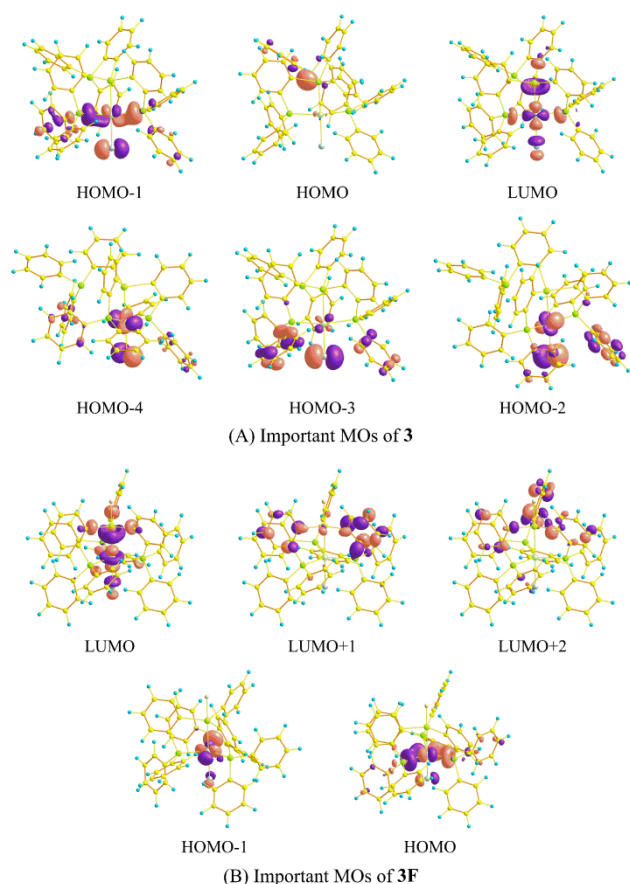 HOMO-1 HOMO LUMO
HOMO-4 HOMO-3 HOMO-2
(A) Important MOs of 3
LUMO LUMO+1 LUMO+2
HOMO-1 HOMO
(B) Important MOs of 3F